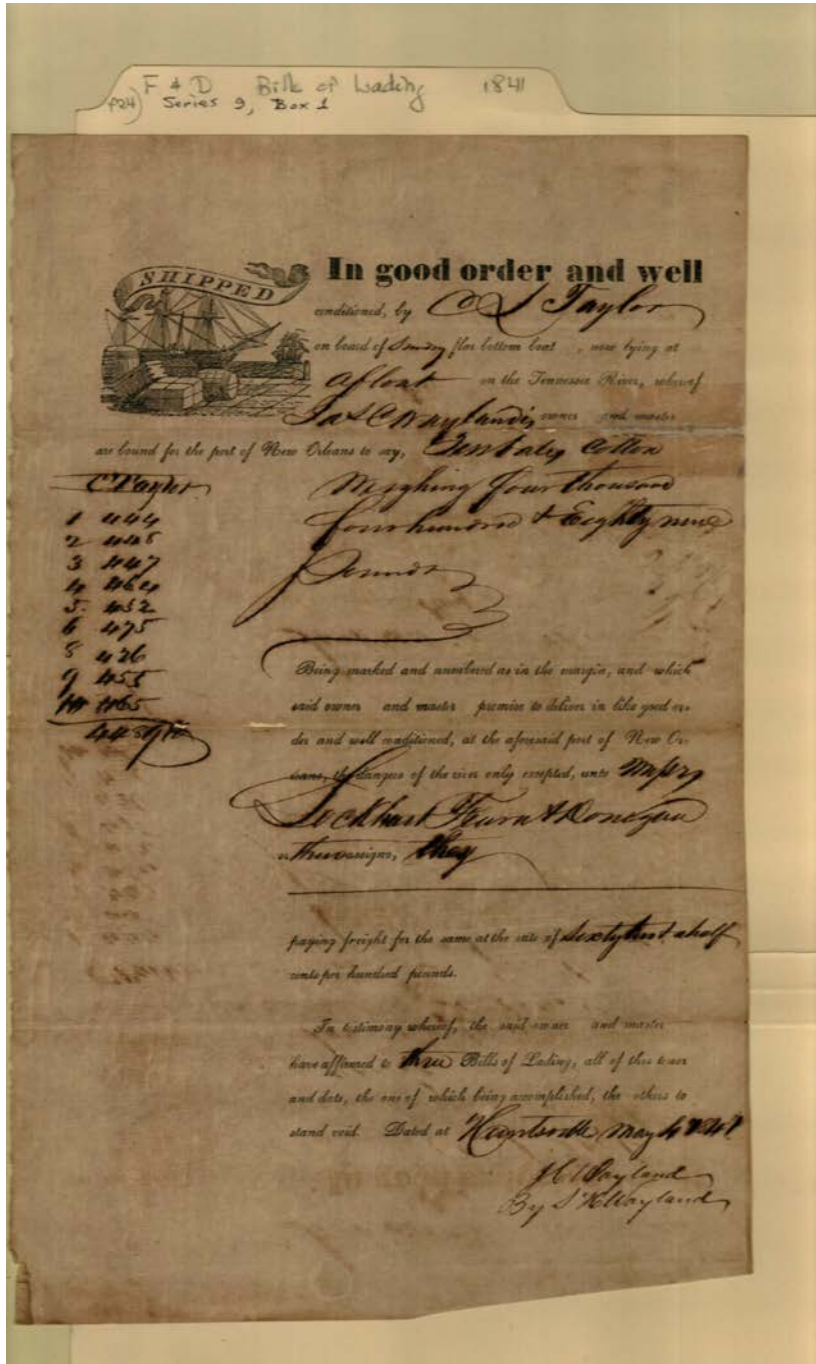 F & D Bills of Lading 1841
P24) Series 9, Box 1
SHIPPED
In good order and well
conditioned, by C L Taylor
on board of Sunday flat bottom boat , now lying at
afloat on the Tennessee River, whereof
Jas C Wayland is owner and master
are bound for the port of New Orleans to say, Ten bales Cotton
Weighing four thousand
four hundred & Eighty nine
Pounds
C Taylor
1 444
2 448
3 447
4 464
5 452
6 475
8 426
9 455
10 465
4489
Being marked and numbered as in the margin, and which
said owner and master promise to deliver in like good or-
der and well conditioned, at the aforesaid port of New Or-
leans, the dangers of the river only excepted, unto Messrs
Lockhart Fearn & Donegan
or their assigns, they
paying freight for the same at the rate of Sixty two & a half
cents per hundred pounds.
In testimony whereof, the said owner and master
have affirmed to three Bills of Lading, all of this tenor
and date, the one of which being accomplished, the others to
stand void. Dated at Huntsville May 4 1841
J C Wayland
By S H Wayland